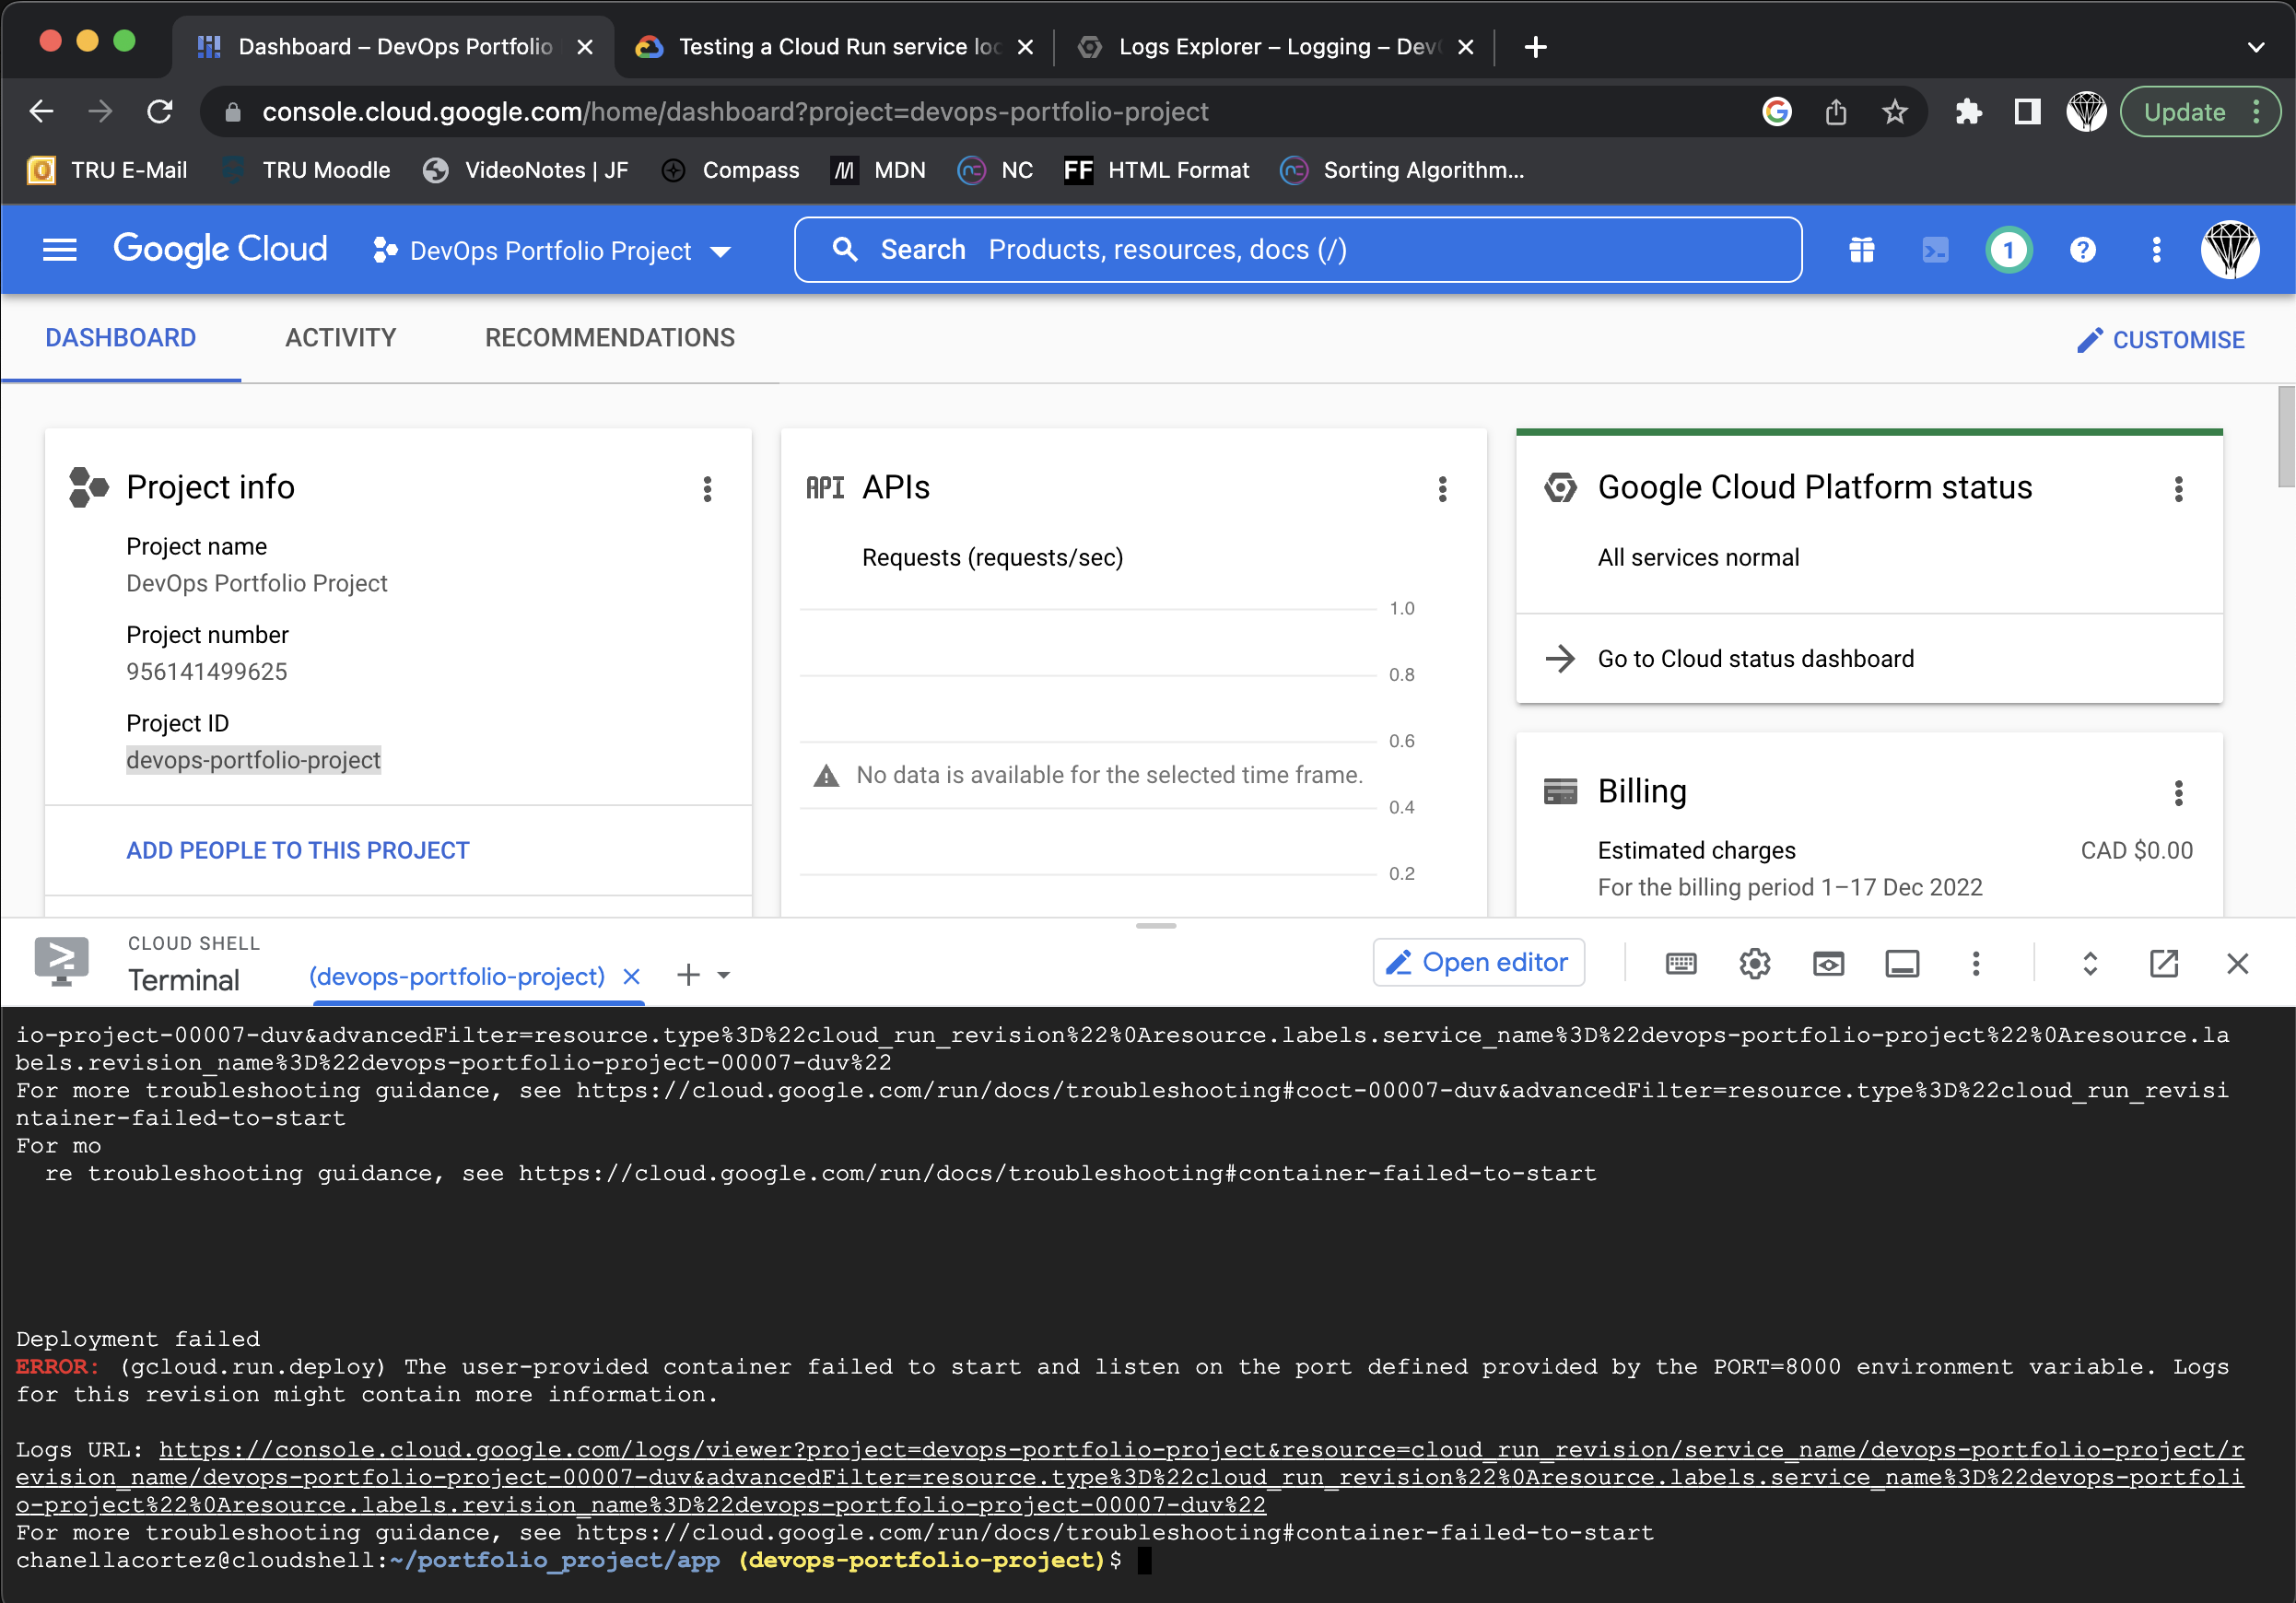 Dashboard – DevOps Portfolio
Testing a Cloud Run service loc
Logs Explorer – Logging – Dev
console.cloud.google.com/home/dashboard?project=devops-portfolio-project
Update
TRU E-Mail
TRU Moodle
VideoNotes | JF
Compass
MDN
NC
FF HTML Format
Sorting Algorithm...
Google Cloud
DevOps Portfolio Project
Search Products, resources, docs (/)
1
DASHBOARD
ACTIVITY
RECOMMENDATIONS
CUSTOMISE
Project info
Project name
DevOps Portfolio Project
Project number
956141499625
Project ID
devops-portfolio-project
ADD PEOPLE TO THIS PROJECT
API APIs
Requests (requests/sec)
1.0
0.8
0.6
No data is available for the selected time frame.
0.4
0.2
Google Cloud Platform status
All services normal
Go to Cloud status dashboard
Billing
Estimated charges CAD $0.00
For the billing period 1–17 Dec 2022
CLOUD SHELL
Terminal
(devops-portfolio-project)
Open editor
io-project-00007-duv&advancedFilter=resource.type%3D%22cloud_run_revision%22%0Aresource.labels.service_name%3D%22devops-portfolio-project%22%0Aresource.la
bels.revision_name%3D%22devops-portfolio-project-00007-duv%22
For more troubleshooting guidance, see https://cloud.google.com/run/docs/troubleshooting#coct-00007-duv&advancedFilter=resource.type%3D%22cloud_run_revisi
ntainer-failed-to-start
For mo
re troubleshooting guidance, see https://cloud.google.com/run/docs/troubleshooting#container-failed-to-start
Deployment failed
ERROR: (gcloud.run.deploy) The user-provided container failed to start and listen on the port defined provided by the PORT=8000 environment variable. Logs
for this revision might contain more information.
Logs URL: https://console.cloud.google.com/logs/viewer?project=devops-portfolio-project&resource=cloud_run_revision/service_name/devops-portfolio-project/r
evision_name/devops-portfolio-project-00007-duv&advancedFilter=resource.type%3D%22cloud_run_revision%22%0Aresource.labels.service_name%3D%22devops-portfoli
o-project%22%0Aresource.labels.revision_name%3D%22devops-portfolio-project-00007-duv%22
For more troubleshooting guidance, see https://cloud.google.com/run/docs/troubleshooting#container-failed-to-start
chanellacortez@cloudshell:~/portfolio_project/app (devops-portfolio-project)$